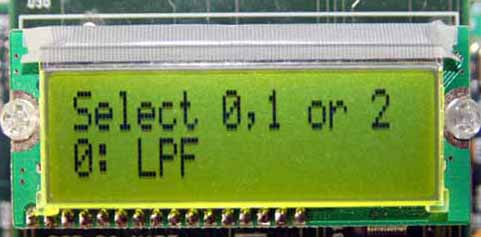 Select 0,1 or 2
0: LPF